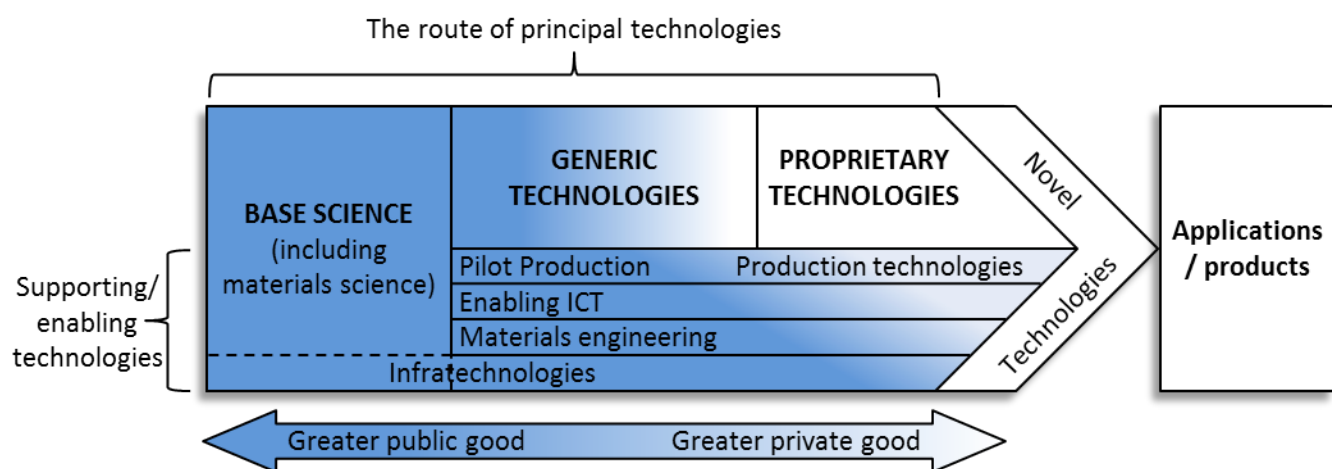 The route of principal technologies
BASE SCIENCE
(including
materials science)
GENERIC
TECHNOLOGIES
PROPRIETARY
TECHNOLOGIES
Novel
Technologies
Applications
/ products
Supporting/
enabling
technologies
Pilot Production
Production technologies
Enabling ICT
Materials engineering
Infratechnologies
Greater public good
Greater private good